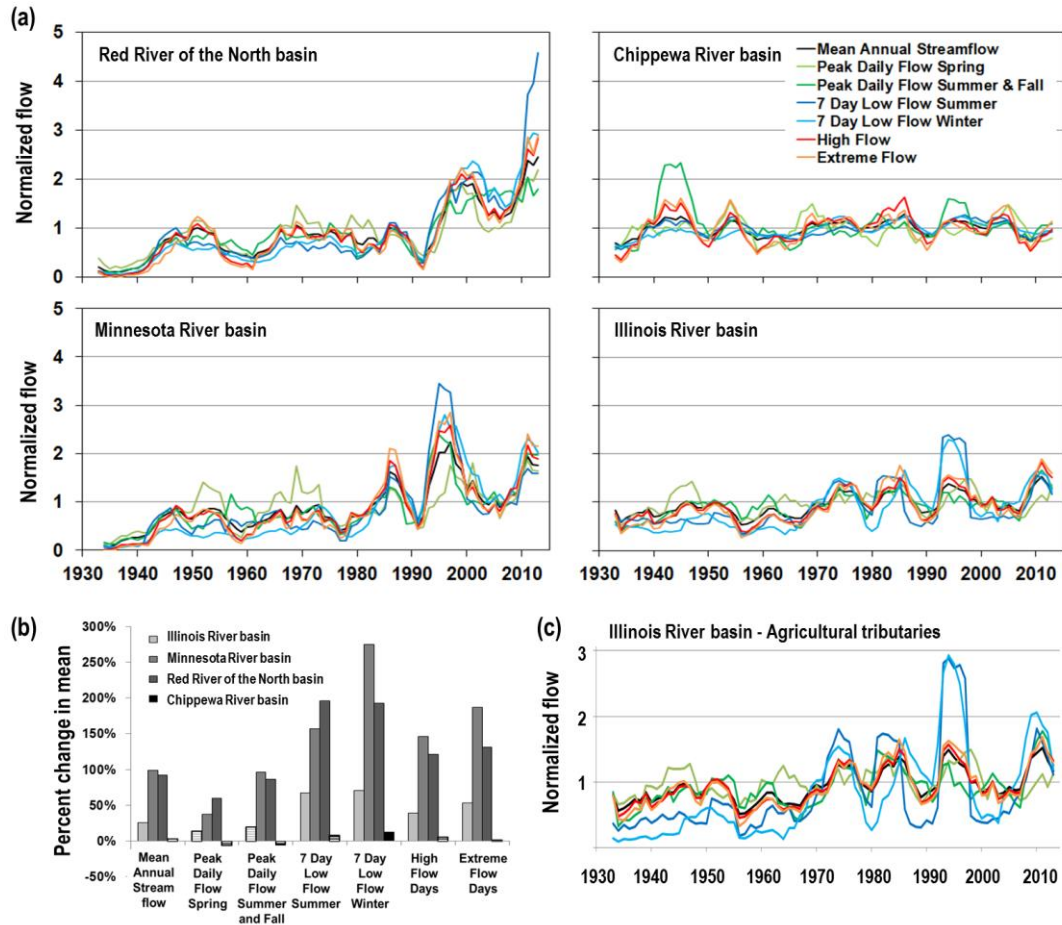 (a)
5
4
3
2
1
0
Normalized flow
Red River of the North basin
Chippewa River basin
Mean Annual Streamflow
Peak Daily Flow Spring
Peak Daily Flow Summer & Fall
7 Day Low Flow Summer
7 Day Low Flow Winter
High Flow
Extreme Flow
5
4
3
2
1
0
Normalized flow
Minnesota River basin
Illinois River basin
1930 1940 1950 1960 1970 1980 1990 2000 2010
1930 1940 1950 1960 1970 1980 1990 2000 2010
(b)
300%
250%
200%
150%
100%
50%
0%
-50%
Percent change in mean
Illinois River basin
Minnesota River basin
Red River of the North basin
Chippewa River basin
Mean
Annual
Stream
flow
Peak
Daily
Flow
Spring
Peak
Daily
Flow
Summer
and Fall
7 Day
Low
Flow
Summer
7 Day
Low
Flow
Winter
High
Flow
Days
Extreme
Flow
Days
(c)
Illinois River basin - Agricultural tributaries
3
2
1
0
Normalized flow
1930 1940 1950 1960 1970 1980 1990 2000 2010